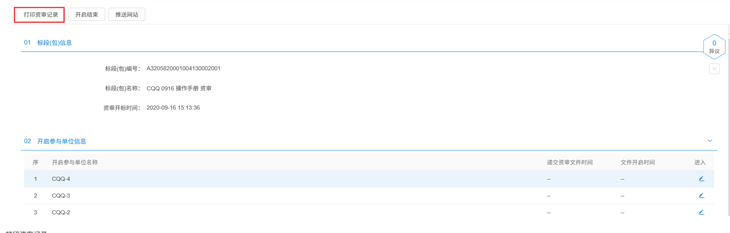 打印资审记录 开启结束 推送网站
01 标段(包)信息
0
异议
标段(包)编号： A3205820001004130002001
标段(包)名称： CQQ 0916 操作手册 资审
资审开标时间： 2020-09-16 15:13:36
02 开启参与单位信息
序 开启参与单位名称 递交资审文件时间 文件开启时间 进入
1 CQQ-4 -- --
2 CQQ-3 -- --
3 CQQ-2 -- --